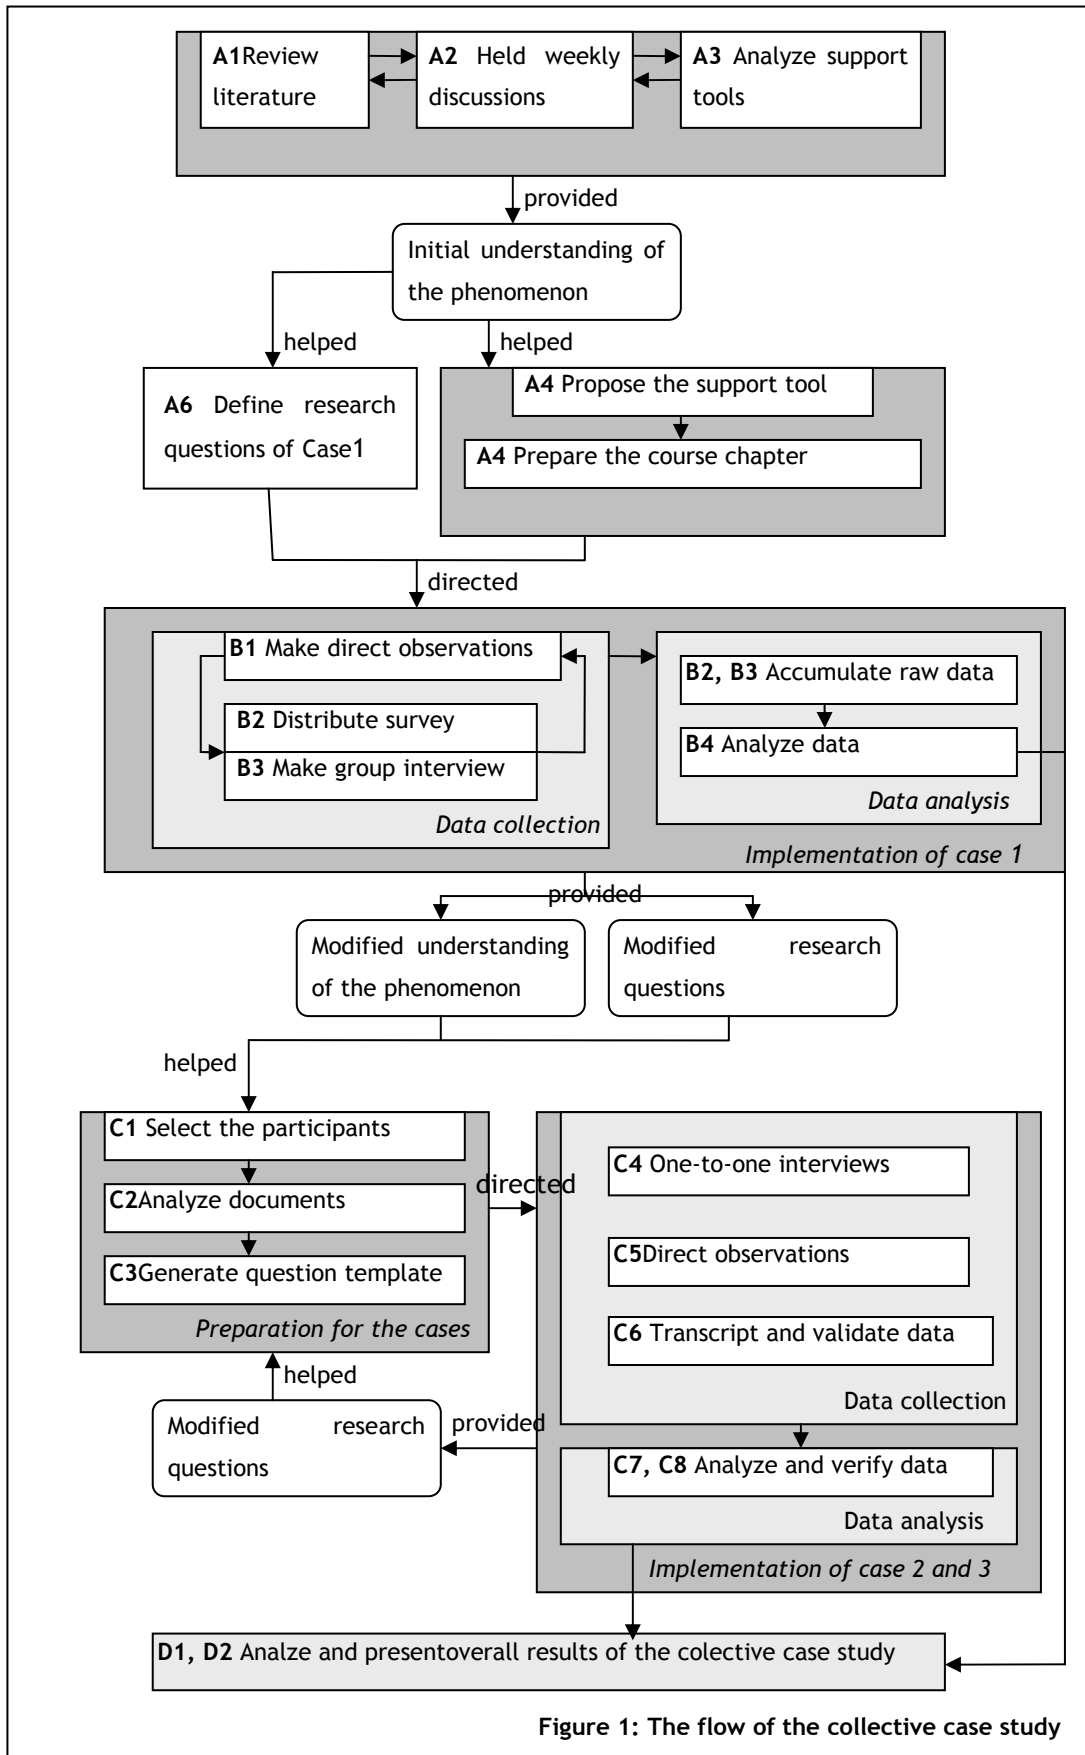 A1Review
literature
A2 Held weekly
discussions
A3 Analyze support
tools
provided
Initial understanding of
the phenomenon
helped
helped
A6 Define research
questions of Case1
A4 Propose the support tool
A4 Prepare the course chapter
directed
B1 Make direct observations
B2 Distribute survey
B3 Make group interview
Data collection
B2, B3 Accumulate raw data
B4 Analyze data
Data analysis
Implementation of case 1
provided
Modified understanding
of the phenomenon
Modified research
questions
helped
C1 Select the participants
C2Analyze documents
C3Generate question template
Preparation for the cases
directed
C4 One-to-one interviews
C5Direct observations
C6 Transcript and validate data
Data collection
helped
Modified research
questions
provided
C7, C8 Analyze and verify data
Data analysis
Implementation of case 2 and 3
D1, D2 Analze and presentoverall results of the colective case study
Figure 1: The flow of the collective case study